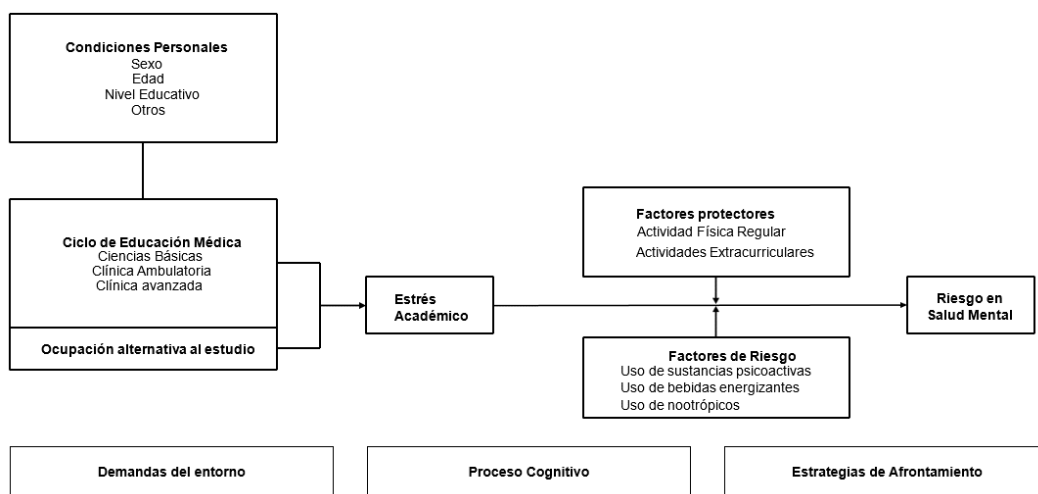 Condiciones Personales
Sexo
Edad
Nivel Educativo
Otros
Ciclo de Educación Médica
Ciencias Básicas
Clínica Ambulatoria
Clínica avanzada
Ocupación alternativa al estudio
Estrés
Académico
Factores protectores
Actividad Física Regular
Actividades Extracurriculares
Factores de Riesgo
Uso de sustancias psicoactivas
Uso de bebidas energizantes
Uso de nootrópicos
Riesgo en
Salud Mental
Demandas del entorno
Proceso Cognitivo
Estrategias de Afrontamiento